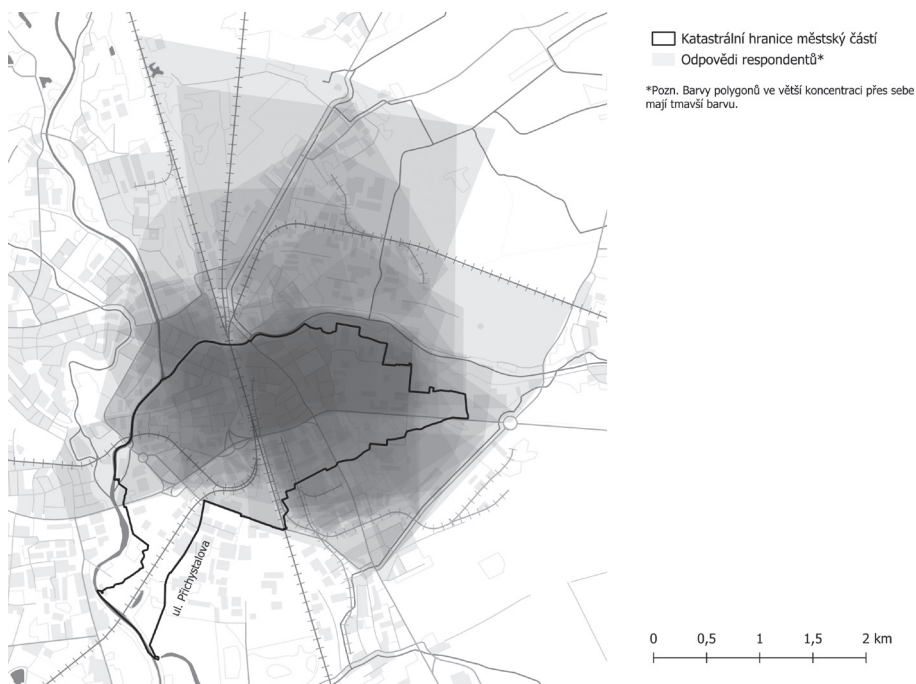 Katastrální hranice městský částí
Odpovědi respondentů*
*Pozn. Barvy polygonů ve větší koncentraci přes sebe
mají tmavší barvu.
ul. Přichystalova
0 0,5 1 1,5 2 km